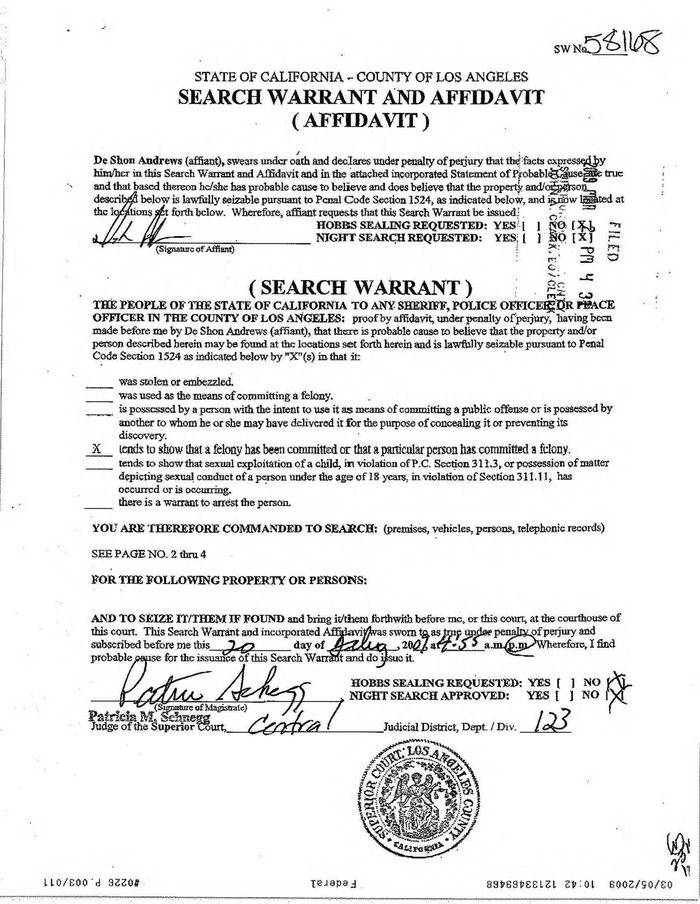 SW No. 581168
STATE OF CALIFORNIA - COUNTY OF LOS ANGELES
SEARCH WARRANT AND AFFIDAVIT
( AFFIDAVIT )
De Shon Andrews (affiant), swears under oath and declares under penalty of perjury that the facts expressed by
him/her in this Search Warrant and Affidavit and in the attached incorporated Statement of Probable Cause are true
and that based thereon he/she has probable cause to believe and does believe that the property and/or person
described below is lawfully seizable pursuant to Penal Code Section 1524, as indicated below, and is now located at
the locations set forth below. Wherefore, affiant requests that this Search Warrant be issued.
HOBBS SEALING REQUESTED: YES [ ] NO [X]
NIGHT SEARCH REQUESTED: YES [ ] NO [X]
(Signature of Affiant)
FILED
PM 4
( SEARCH WARRANT )
THE PEOPLE OF THE STATE OF CALIFORNIA TO ANY SHERIFF, POLICE OFFICER OR PEACE
OFFICER IN THE COUNTY OF LOS ANGELES: proof by affidavit, under penalty of perjury, having been
made before me by De Shon Andrews (affiant), that there is probable cause to believe that the property and/or
person described herein may be found at the locations set forth herein and is lawfully seizable pursuant to Penal
Code Section 1524 as indicated below by "X"(s) in that it:
____ was stolen or embezzled.
____ was used as the means of committing a felony.
____ is possessed by a person with the intent to use it as means of committing a public offense or is possessed by
another to whom he or she may have delivered it for the purpose of concealing it or preventing its
discovery.
X tends to show that a felony has been committed or that a particular person has committed a felony.
____ tends to show that sexual exploitation of a child, in violation of P.C. Section 311.3, or possession of matter
depicting sexual conduct of a person under the age of 18 years, in violation of Section 311.11, has
occurred or is occurring.
____ there is a warrant to arrest the person.
YOU ARE THEREFORE COMMANDED TO SEARCH: (premises, vehicles, persons, telephonic records)
SEE PAGE NO. 2 thru 4
FOR THE FOLLOWING PROPERTY OR PERSONS:
AND TO SEIZE IT/THEM IF FOUND and bring it/them forthwith before me, or this court, at the courthouse of
this court. This Search Warrant and incorporated Affidavit was sworn to as true under penalty of perjury and
subscribed before me this 20 day of , 2009, at 4:55 a.m./p.m. Wherefore, I find
probable cause for the issuance of this Search Warrant and do issue it.
HOBBS SEALING REQUESTED: YES [ ] NO [X]
NIGHT SEARCH APPROVED: YES [ ] NO [X]
(Signature of Magistrate)
Patricia M. Schnegg
Judge of the Superior Court, Central Judicial District, Dept. / Div. 123
SUPERIOR COURT, LOS ANGELES COUNTY,
CALIFORNIA
03/05/2009 10:42 12133469468 Federal #0226 P.003/011